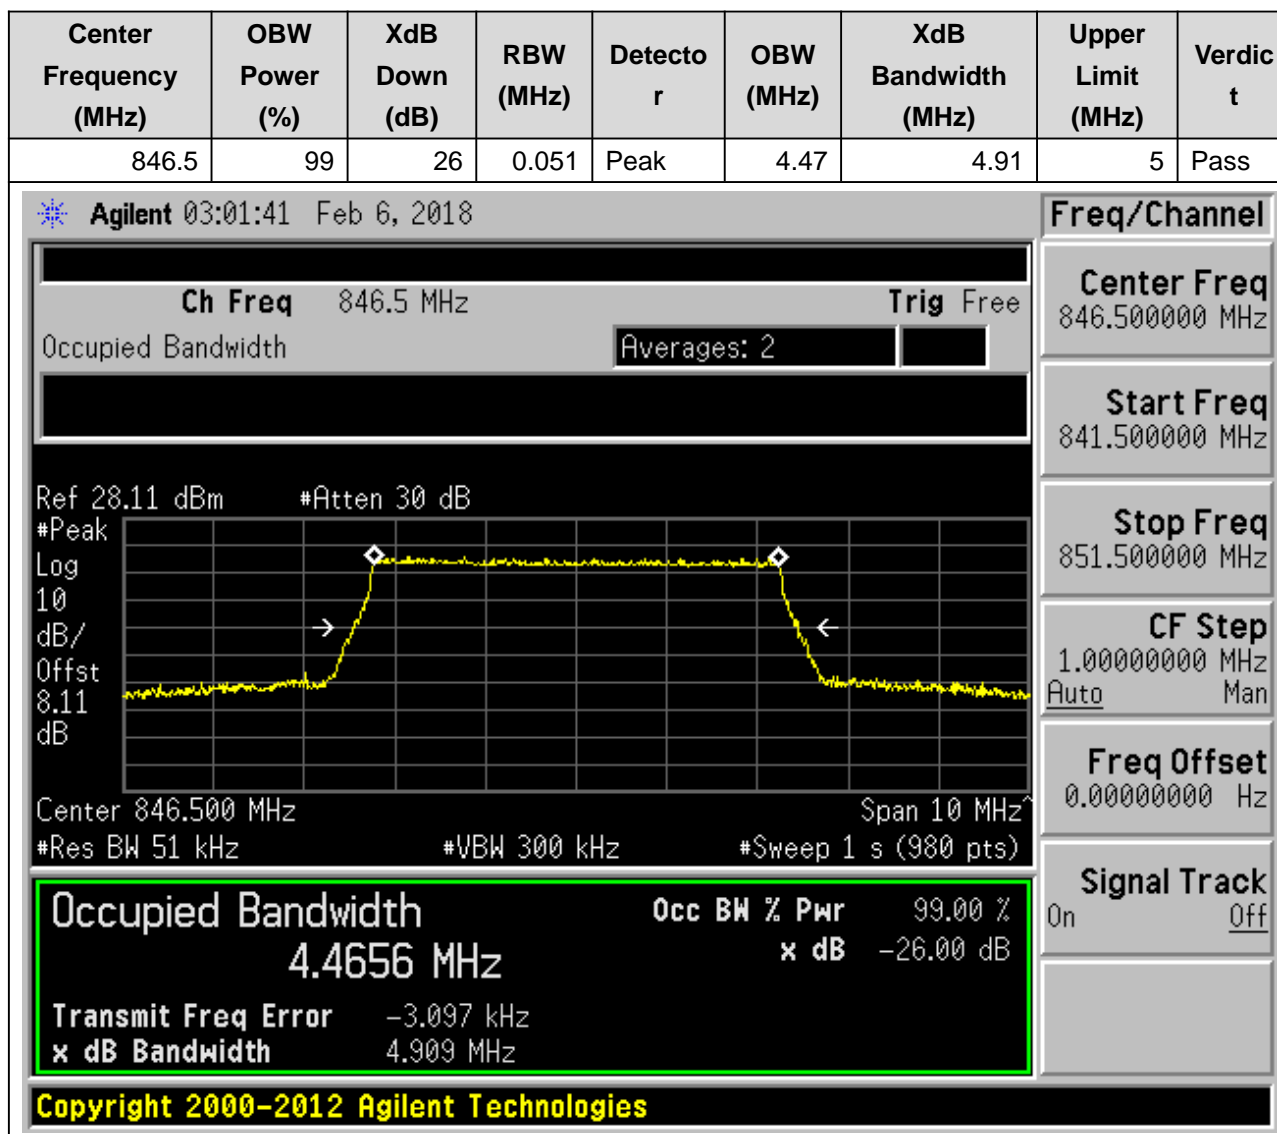 Center Frequency (MHz) OBW Power (%) XdB Down (dB) RBW (MHz) Detecto r OBW (MHz) XdB Bandwidth (MHz) Upper Limit (MHz) Verdic t
846.5 99 26 0.051 Peak 4.47 4.91 5 Pass
Agilent 03:01:41 Feb 6, 2018
Ch Freq 846.5 MHz Trig Free
Occupied Bandwidth Averages: 2
Ref 28.11 dBm #Atten 30 dB
#Peak
Log
10
dB/
Offst
8.11
dB
Center 846.500 MHz Span 10 MHz^
#Res BW 51 kHz #VBW 300 kHz #Sweep 1 s (980 pts)
Occupied Bandwidth Occ BW % Pwr 99.00 %
4.4656 MHz x dB -26.00 dB
Transmit Freq Error -3.097 kHz
x dB Bandwidth 4.909 MHz
Copyright 2000-2012 Agilent Technologies
Freq/Channel
Center Freq
846.500000 MHz
Start Freq
841.500000 MHz
Stop Freq
851.500000 MHz
CF Step
1.00000000 MHz
Auto Man
Freq Offset
0.00000000 Hz
Signal Track
On Off